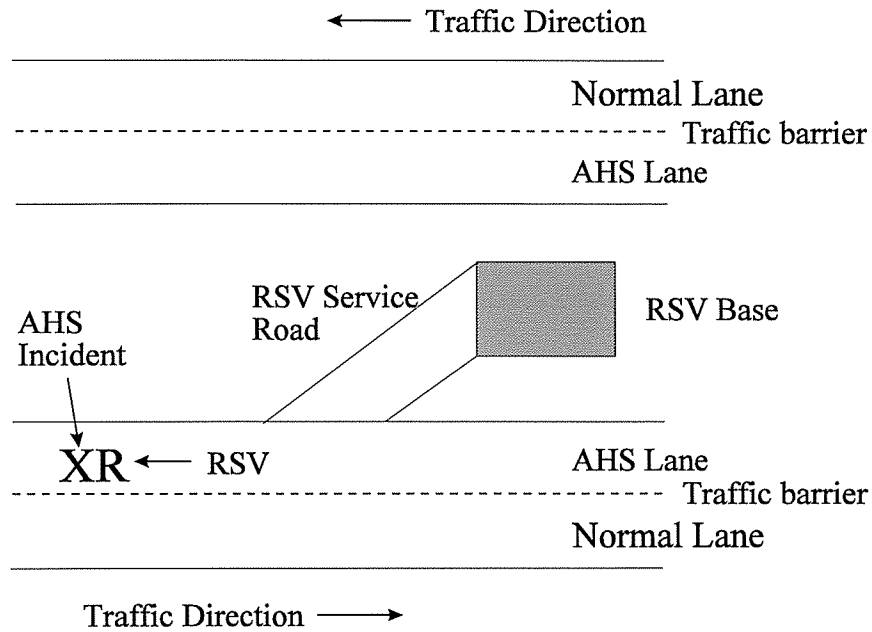 Traffic Direction
Normal Lane
Traffic barrier
AHS Lane
RSV Service
Road
RSV Base
AHS
Incident
XR
RSV
AHS Lane
Traffic barrier
Normal Lane
Traffic Direction